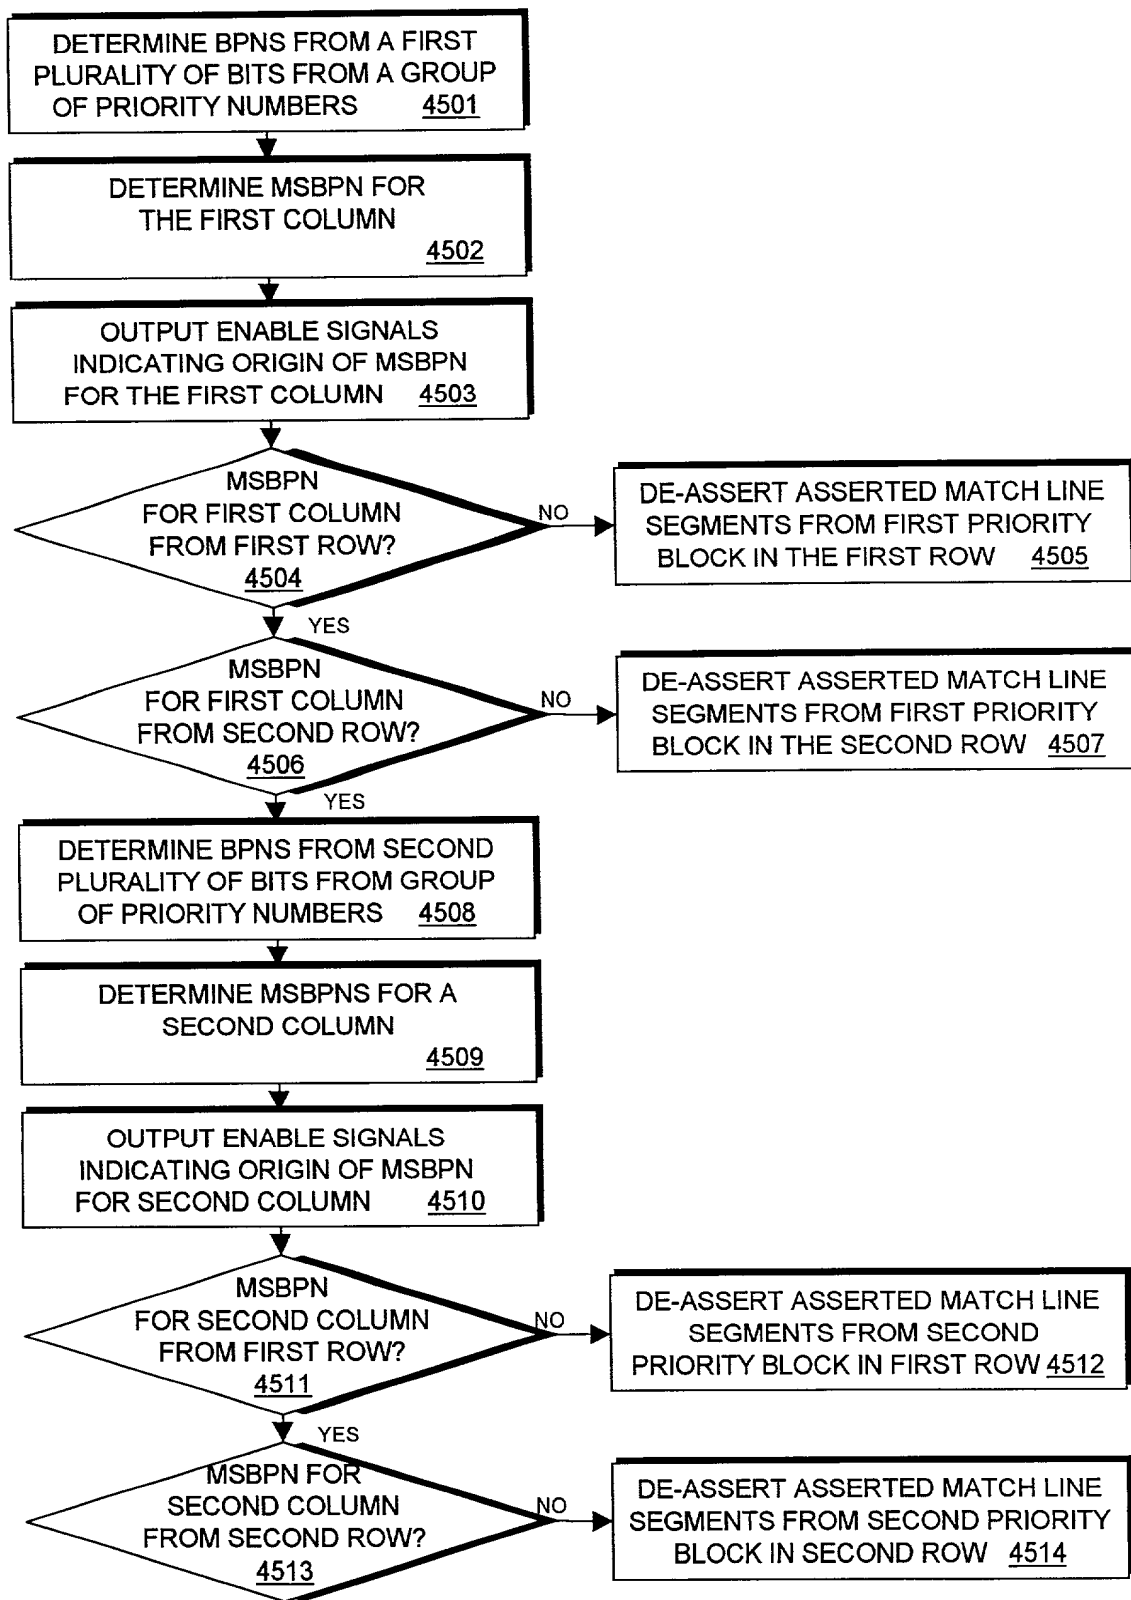 DETERMINE BPNS FROM A FIRST
PLURALITY OF BITS FROM A GROUP
OF PRIORITY NUMBERS 4501
DETERMINE MSBPN FOR
THE FIRST COLUMN
4502
OUTPUT ENABLE SIGNALS
INDICATING ORIGIN OF MSBPN
FOR THE FIRST COLUMN 4503
MSBPN
FOR FIRST COLUMN
FROM FIRST ROW?
4504
NO
DE-ASSERT ASSERTED MATCH LINE
SEGMENTS FROM FIRST PRIORITY
BLOCK IN THE FIRST ROW 4505
YES
MSBPN
FOR FIRST COLUMN
FROM SECOND ROW?
4506
NO
DE-ASSERT ASSERTED MATCH LINE
SEGMENTS FROM FIRST PRIORITY
BLOCK IN THE SECOND ROW 4507
YES
DETERMINE BPNS FROM SECOND
PLURALITY OF BITS FROM GROUP
OF PRIORITY NUMBERS 4508
DETERMINE MSBPNS FOR A
SECOND COLUMN
4509
OUTPUT ENABLE SIGNALS
INDICATING ORIGIN OF MSBPN
FOR SECOND COLUMN 4510
MSBPN
FOR SECOND COLUMN
FROM FIRST ROW?
4511
NO
DE-ASSERT ASSERTED MATCH LINE
SEGMENTS FROM SECOND
PRIORITY BLOCK IN FIRST ROW 4512
YES
MSBPN FOR
SECOND COLUMN
FROM SECOND ROW?
4513
NO
DE-ASSERT ASSERTED MATCH LINE
SEGMENTS FROM SECOND PRIORITY
BLOCK IN SECOND ROW 4514